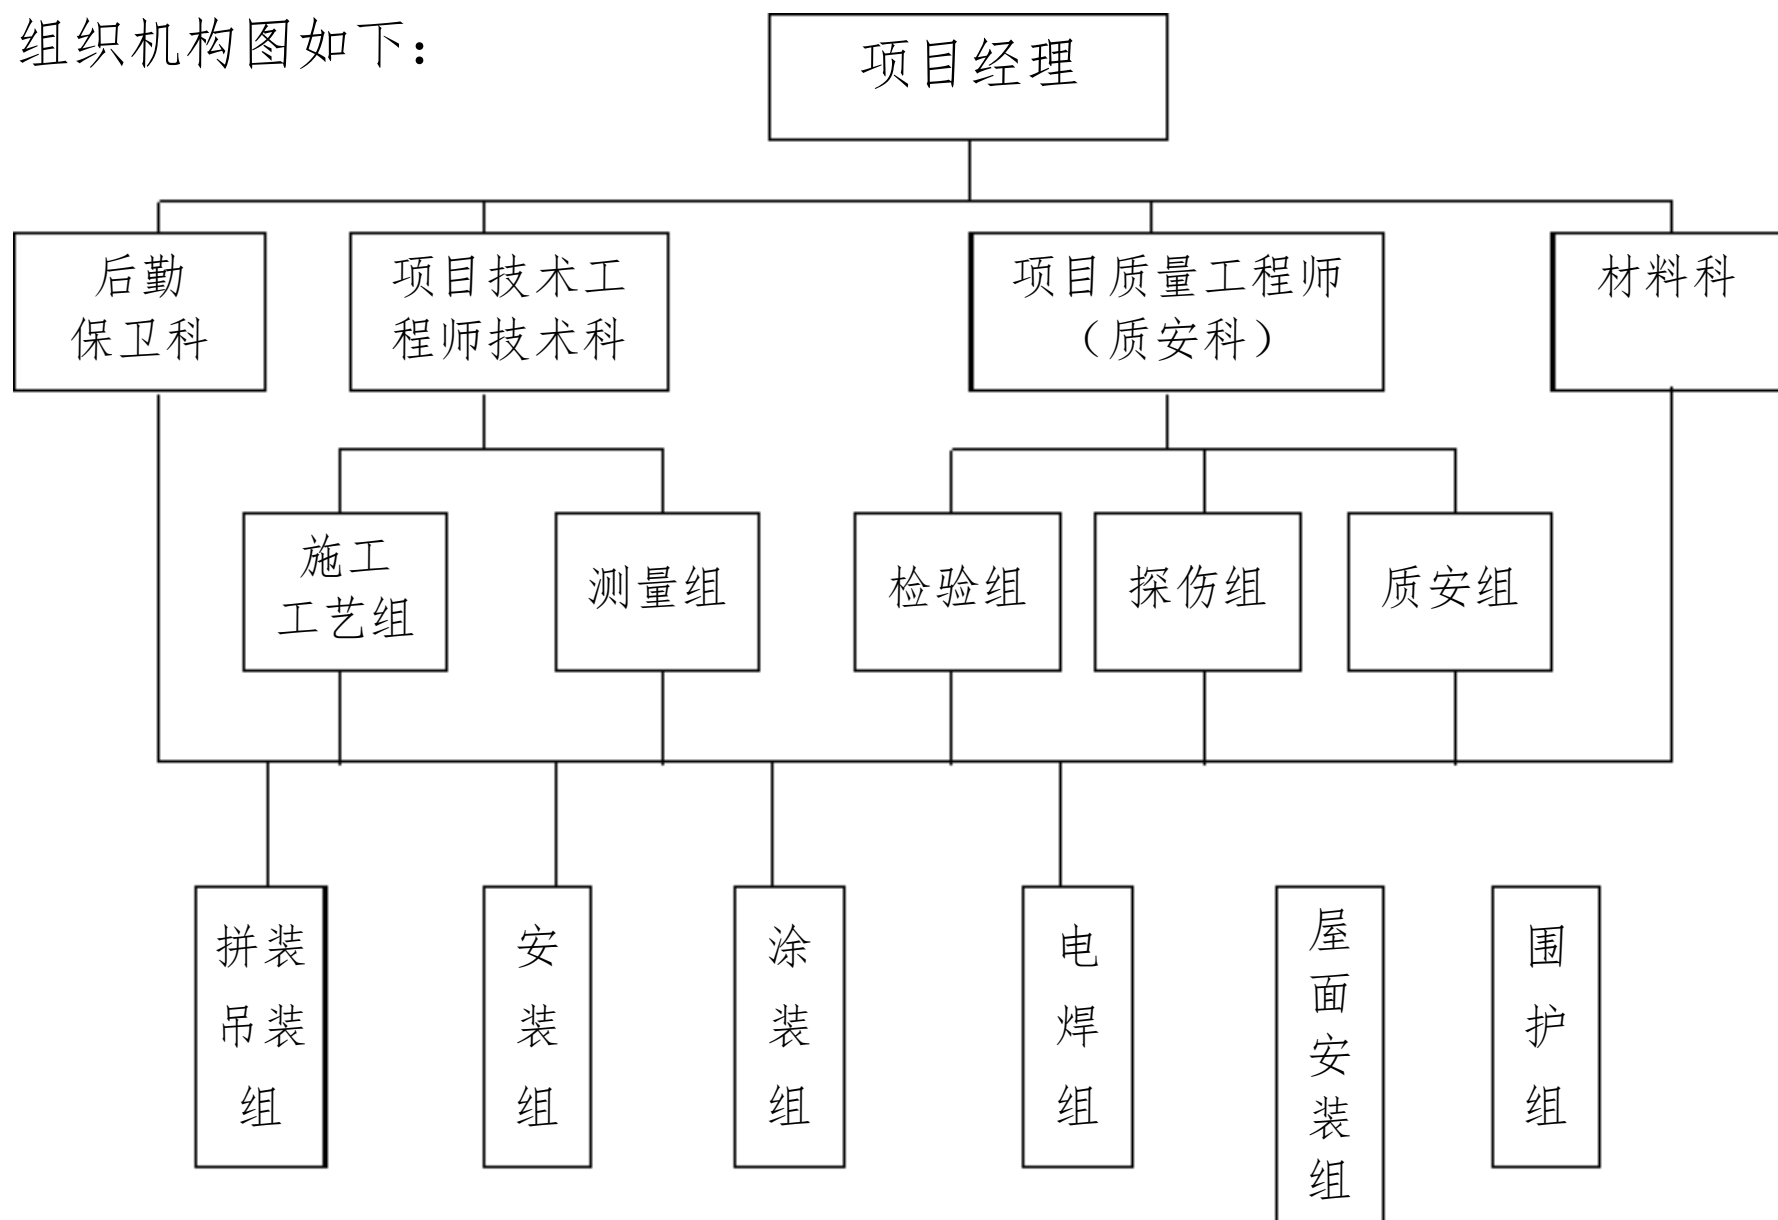 组织机构图如下：
项目经理
后勤
保卫科
项目技术工
程师技术科
项目质量工程师
（质安科）
材料科
施工
工艺组
测量组
检验组
探伤组
质安组
拼装
吊装
组
安
装
组
涂
装
组
电
焊
组
屋
面
安
装
组
围
护
组